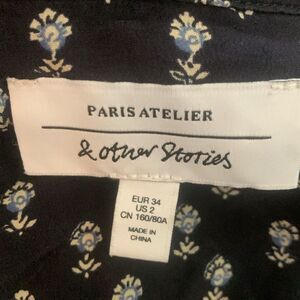 PARIS ATELIER
& other Stories
EUR 34
US 2
CN 160/80A
MADE IN
CHINA